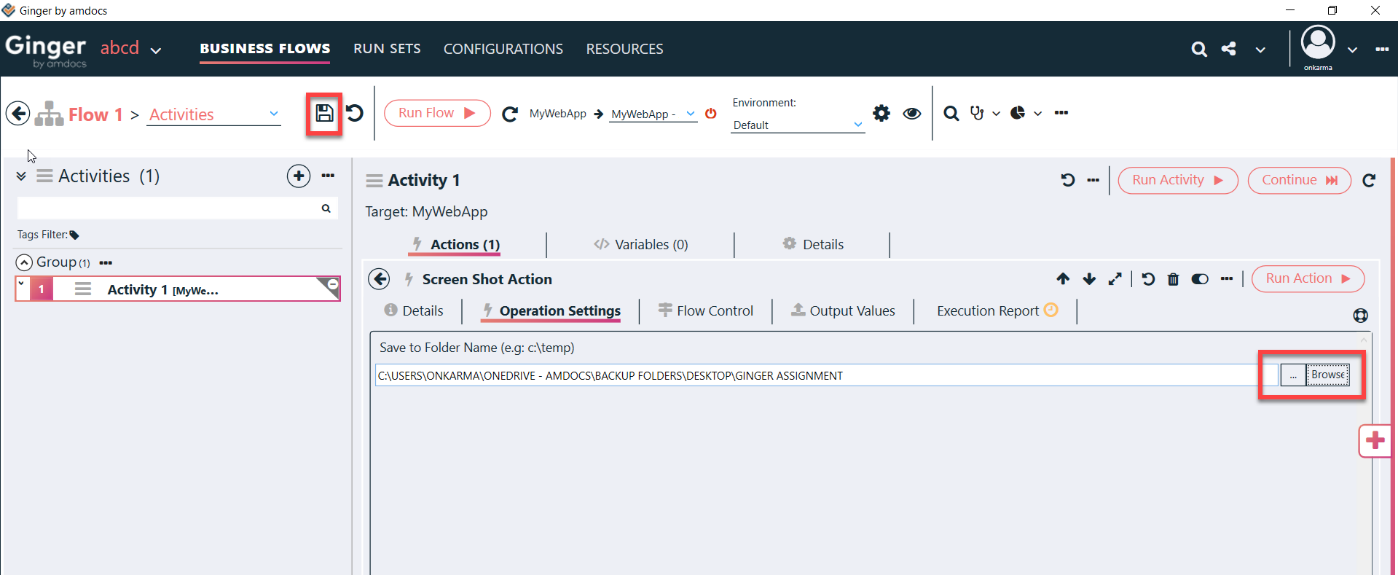 Ginger by amdocs
Ginger by amdocs abcd BUSINESS FLOWS RUN SETS CONFIGURATIONS RESOURCES onkarma
Flow 1 > Activities Run Flow MyWebApp MyWebApp - Environment: Default
Activities (1)
Tags Filter:
Group (1)
1 Activity 1 [MyWe...
Activity 1 Run Activity Continue
Target: MyWebApp
Actions (1) Variables (0) Details
Screen Shot Action Run Action
Details Operation Settings Flow Control Output Values Execution Report
Save to Folder Name (e.g: c:\temp)
C:\USERS\ONKARMA\ONEDRIVE - AMDOCS\BACKUP FOLDERS\DESKTOP\GINGER ASSIGNMENT ... Browse